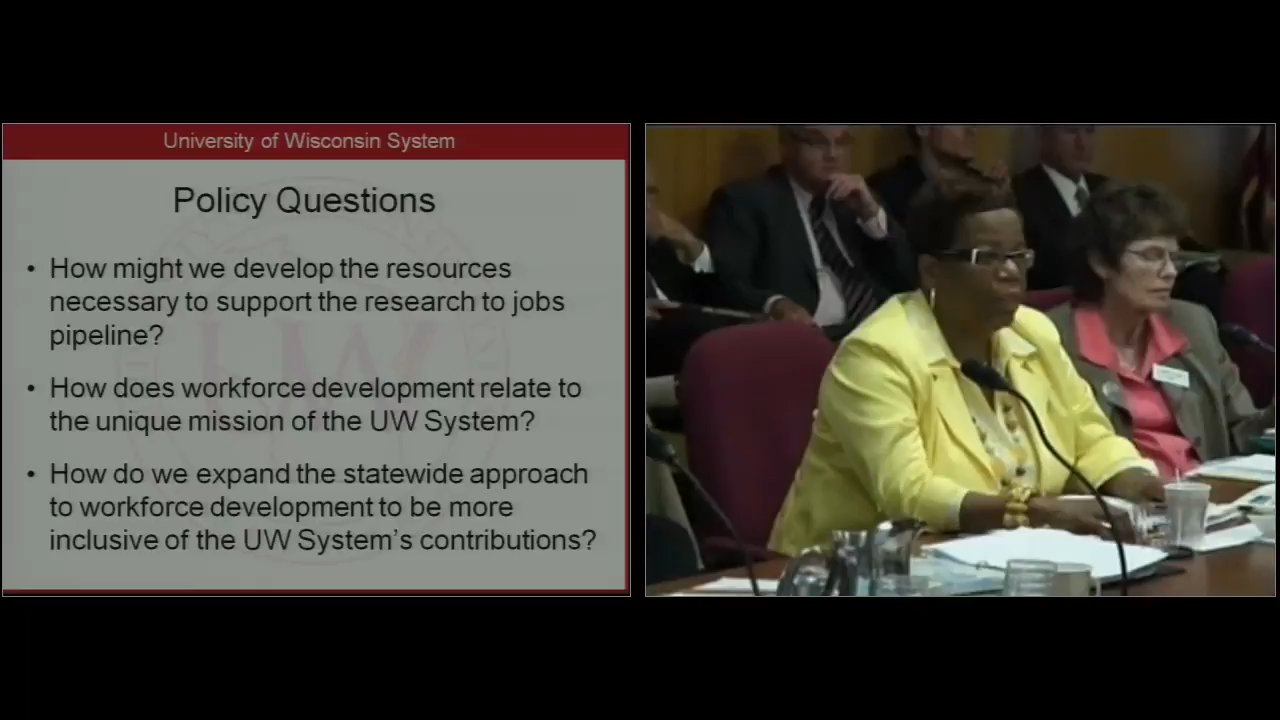 University of Wisconsin System
Policy Questions
• How might we develop the resources
necessary to support the research to jobs
pipeline?
• How does workforce development relate to
the unique mission of the UW System?
• How do we expand the statewide approach
to workforce development to be more
inclusive of the UW System's contributions?